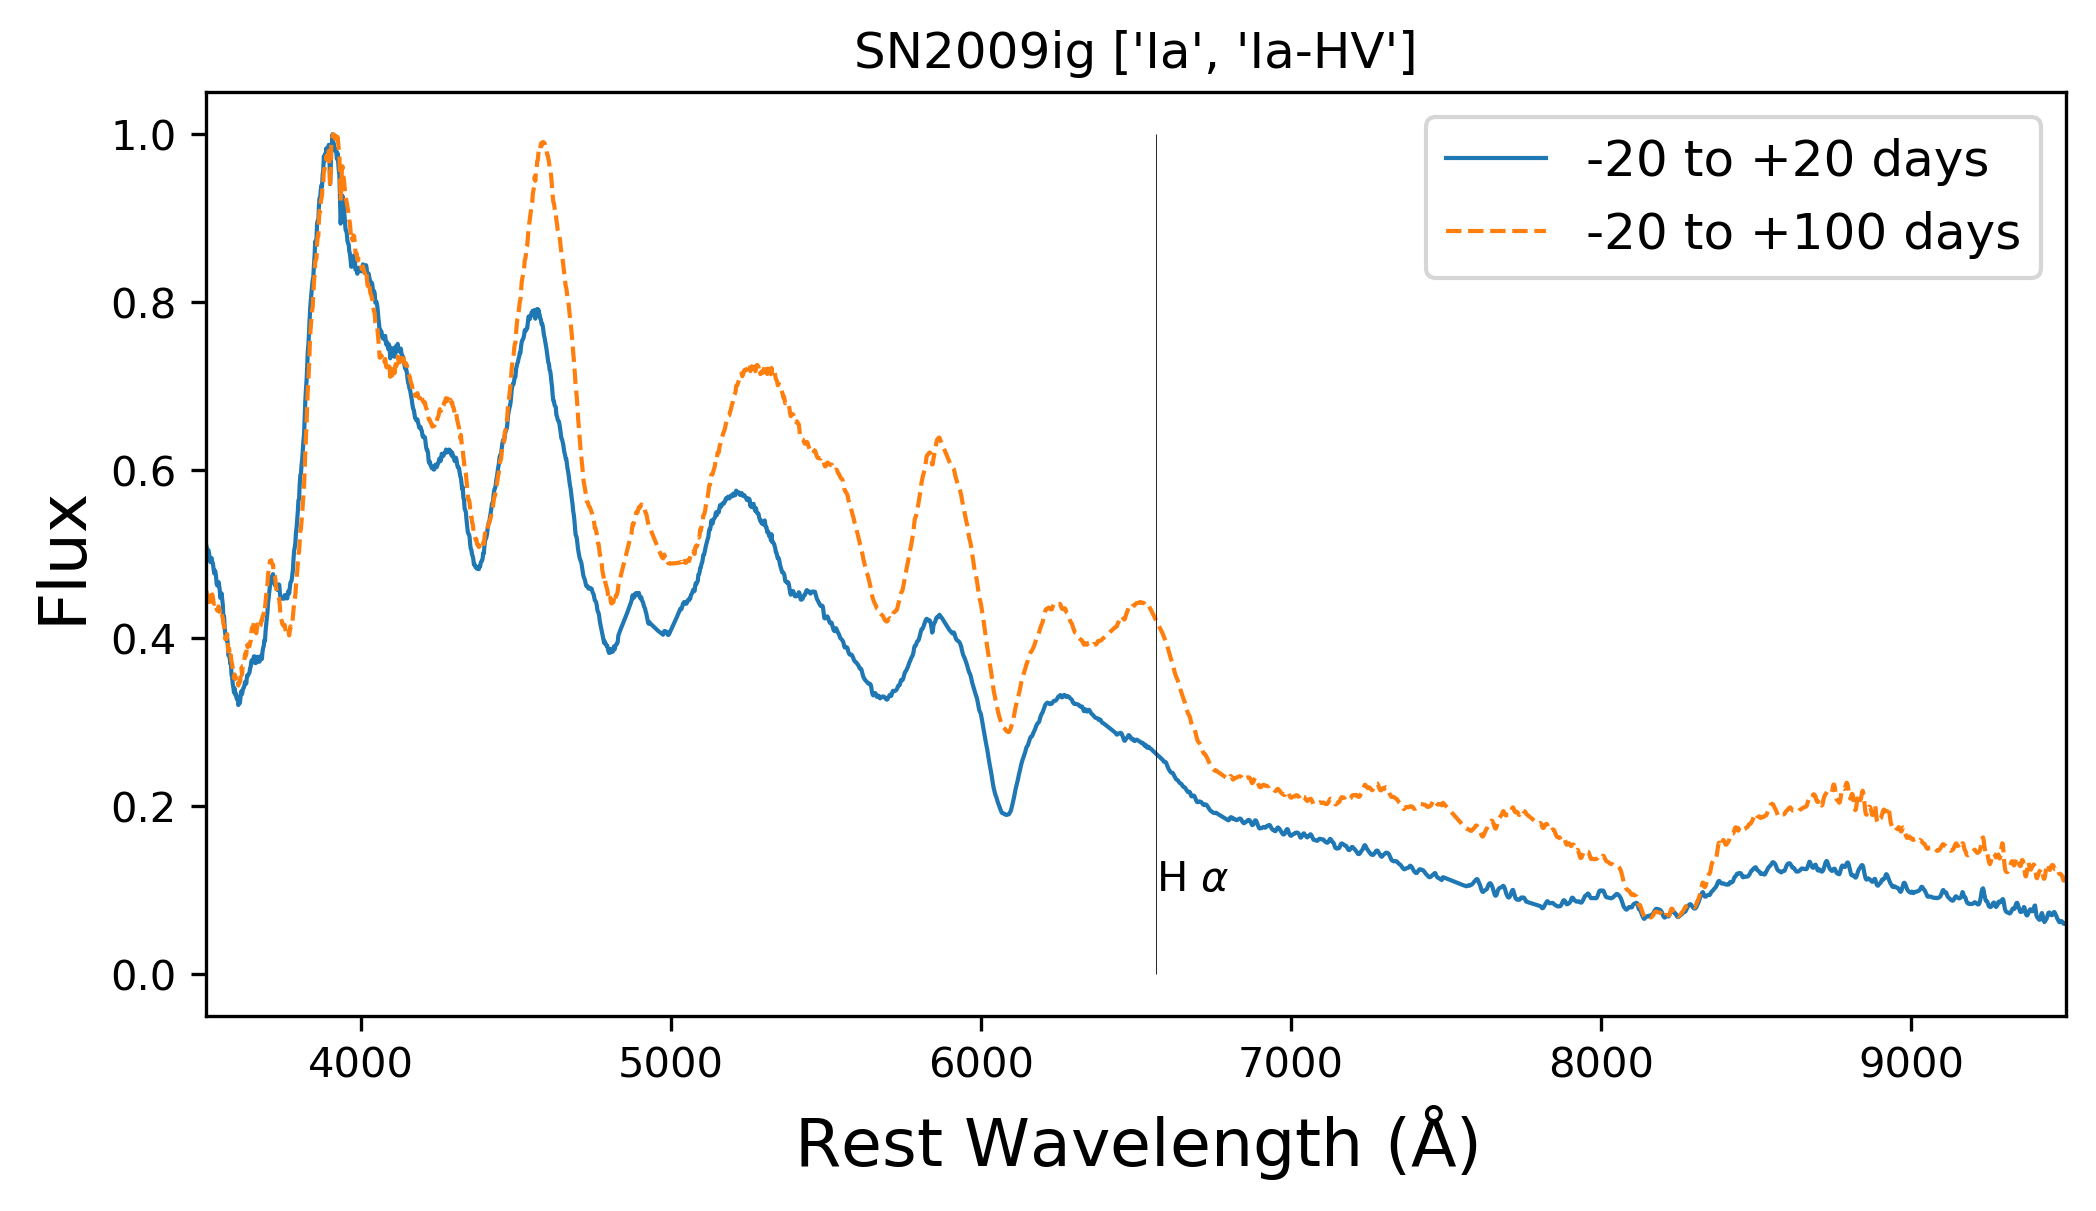 SN2009ig ['Ia', 'Ia-HV']
-20 to +20 days
-20 to +100 days
1.0
0.8
0.6
0.4
0.2
0.0
Flux
H α
4000 5000 6000 7000 8000 9000
Rest Wavelength (Å)